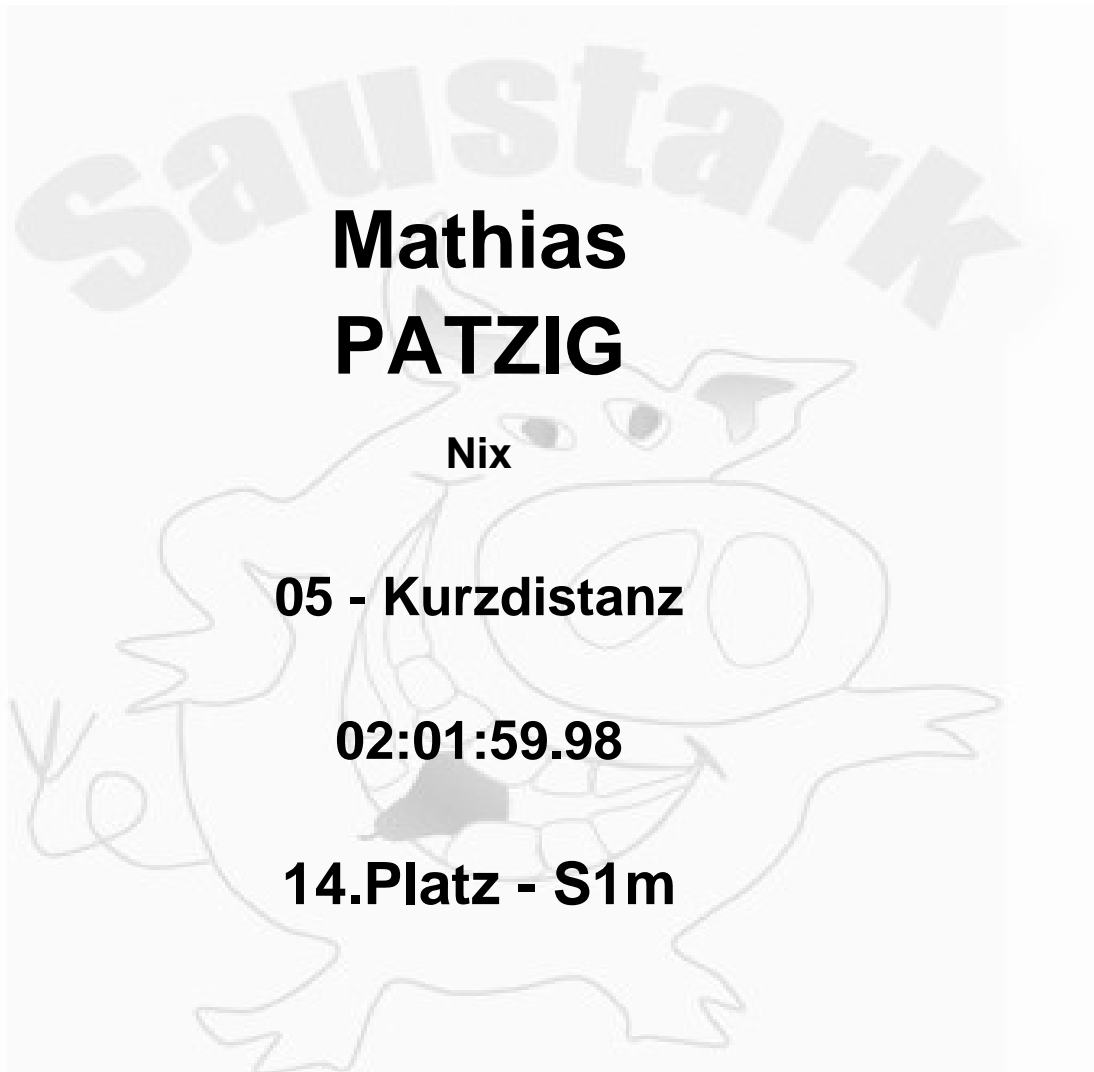 Saustark
Mathias
PATZIG
Nix
05 - Kurzdistanz
02:01:59.98
14.Platz - S1m